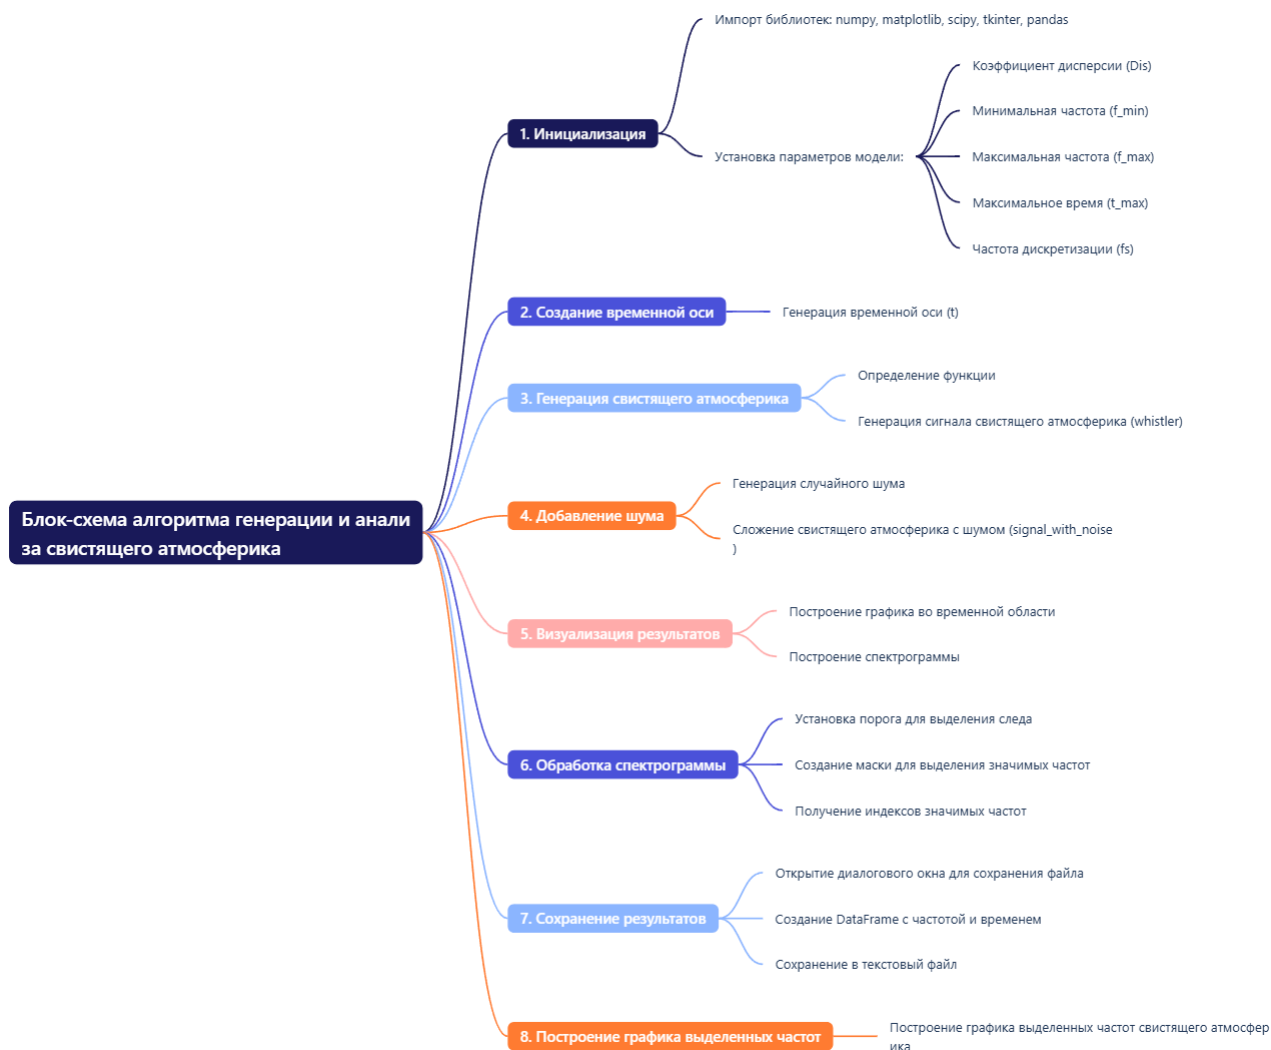 Блок-схема алгоритма генерации и анали
за свистящего атмосферика
1. Инициализация
Импорт библиотек: numpy, matplotlib, scipy, tkinter, pandas
Установка параметров модели:
Коэффициент дисперсии (Dis)
Минимальная частота (f_min)
Максимальная частота (f_max)
Максимальное время (t_max)
Частота дискретизации (fs)
2. Создание временной оси
Генерация временной оси (t)
3. Генерация свистящего атмосферика
Определение функции
Генерация сигнала свистящего атмосферика (whistler)
4. Добавление шума
Генерация случайного шума
Сложение свистящего атмосферика с шумом (signal_with_noise
)
5. Визуализация результатов
Построение графика во временной области
Построение спектрограммы
6. Обработка спектрограммы
Установка порога для выделения следа
Создание маски для выделения значимых частот
Получение индексов значимых частот
7. Сохранение результатов
Открытие диалогового окна для сохранения файла
Создание DataFrame с частотой и временем
Сохранение в текстовый файл
8. Построение графика выделенных частот
Построение графика выделенных частот свистящего атмосфер
ика